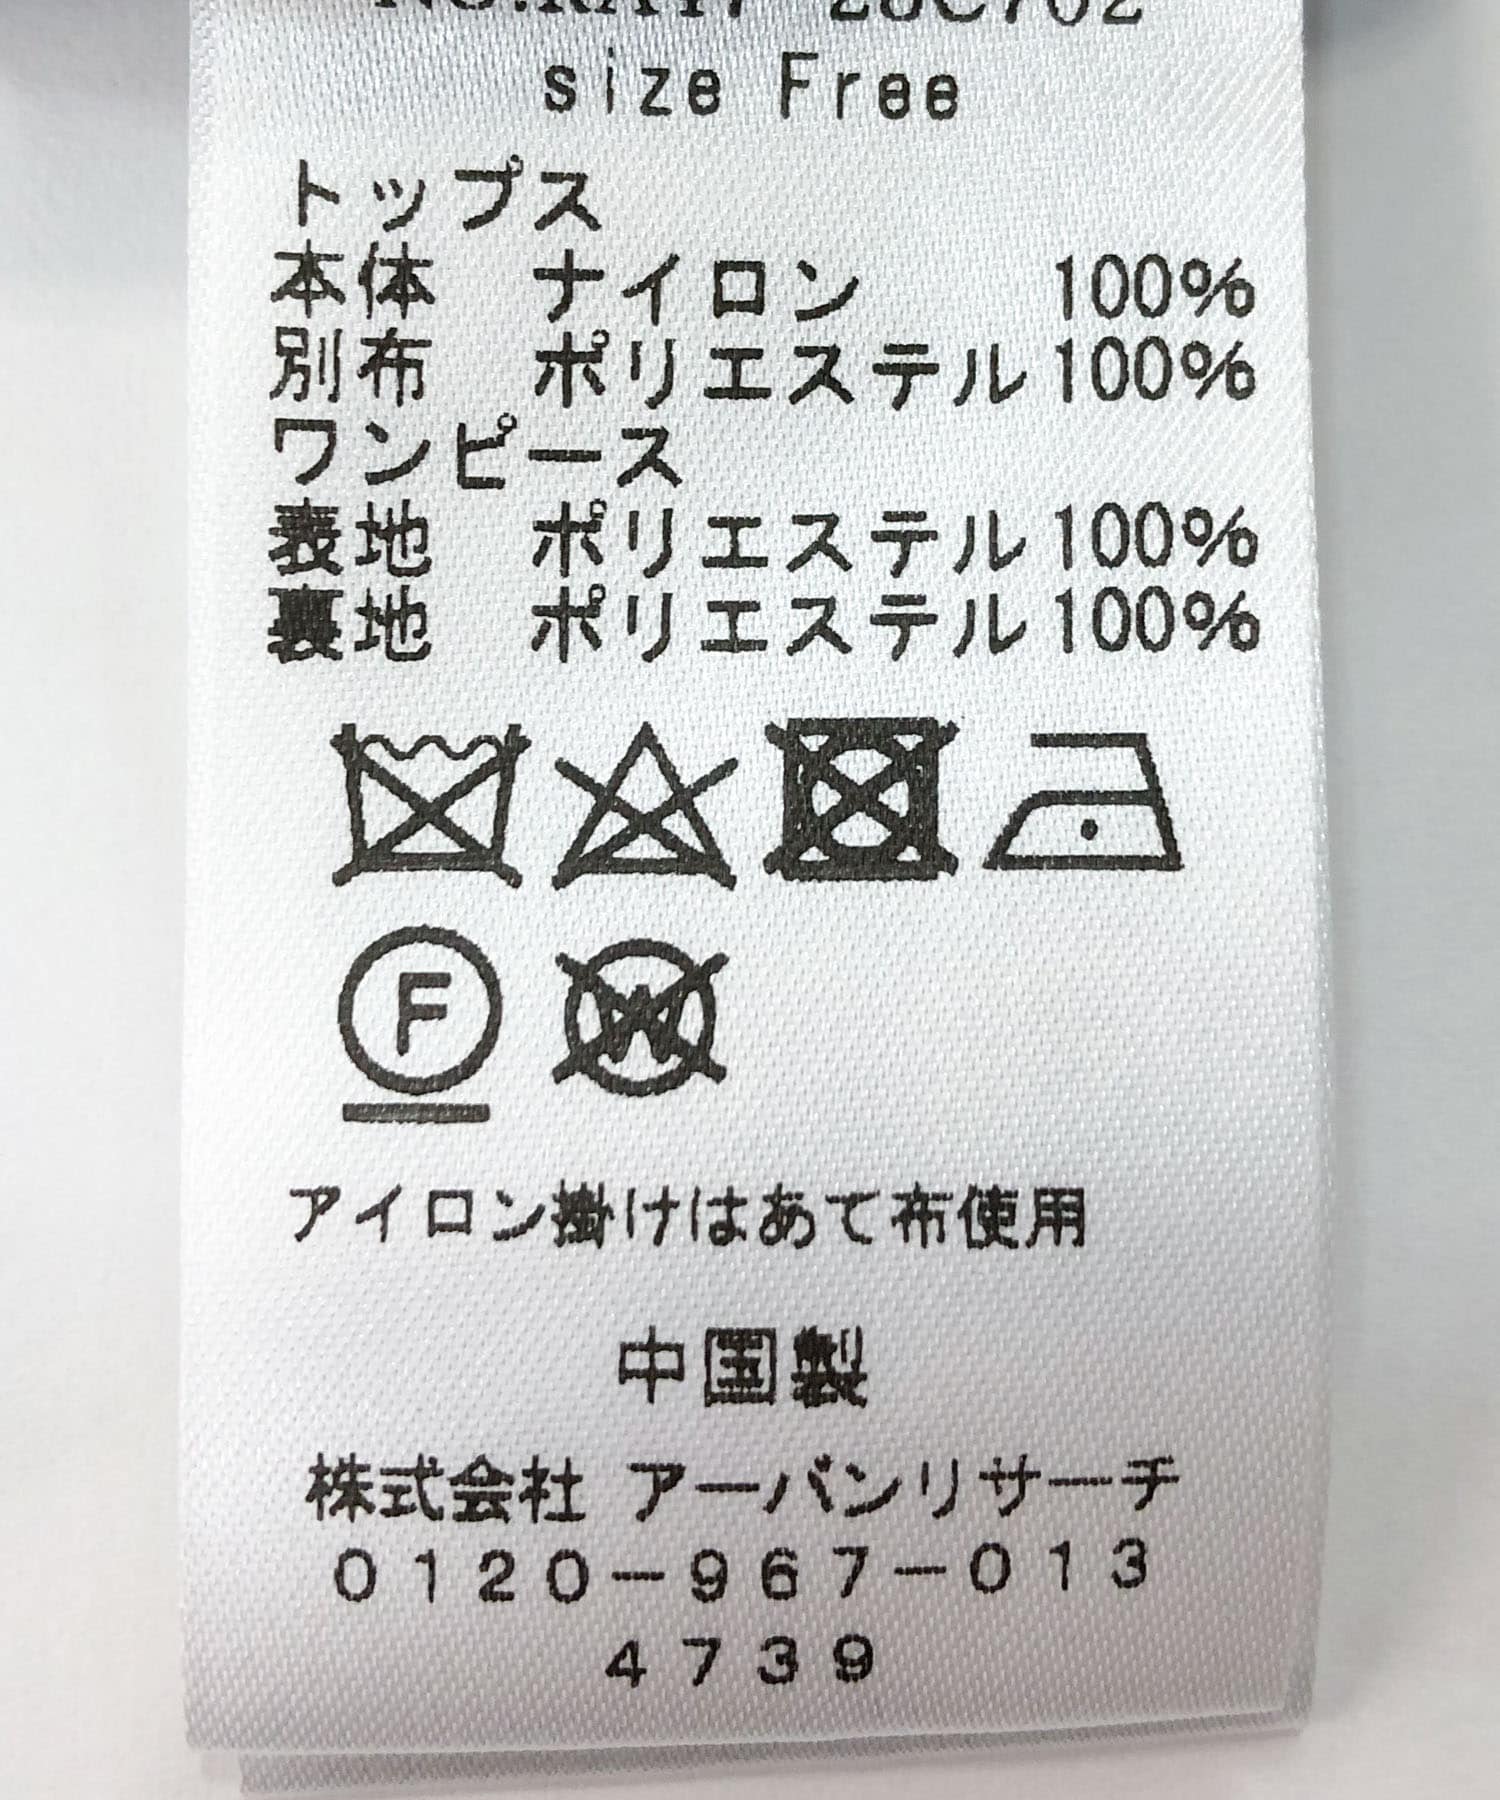 size Free
トップス
本体 ナイロン 100%
別布 ポリエステル100%
ワンピース
表地 ポリエステル100%
裏地 ポリエステル100%
F W
アイロン掛けはあて布使用
中国製
株式会社 アーバンリサーチ
0120-967-013
4739